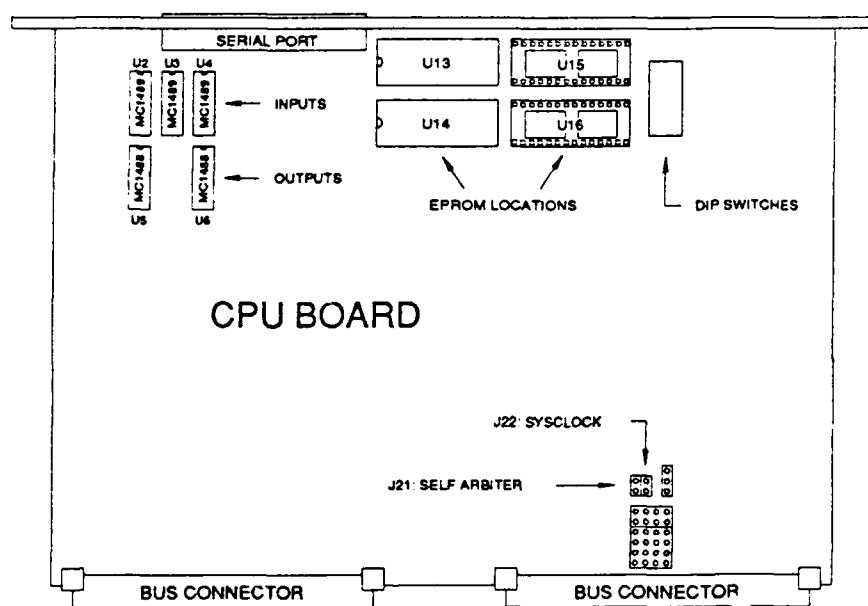 SERIAL PORT
U2 U3 U4
MC1489 MC1489 MC1489
INPUTS
U13
U15
U14
U16
MC1488 MC1488
OUTPUTS
U5 U6
EPROM LOCATIONS
DIP SWITCHES
CPU BOARD
J22: SYSCLOCK
J21: SELF ARBITER
BUS CONNECTOR
BUS CONNECTOR